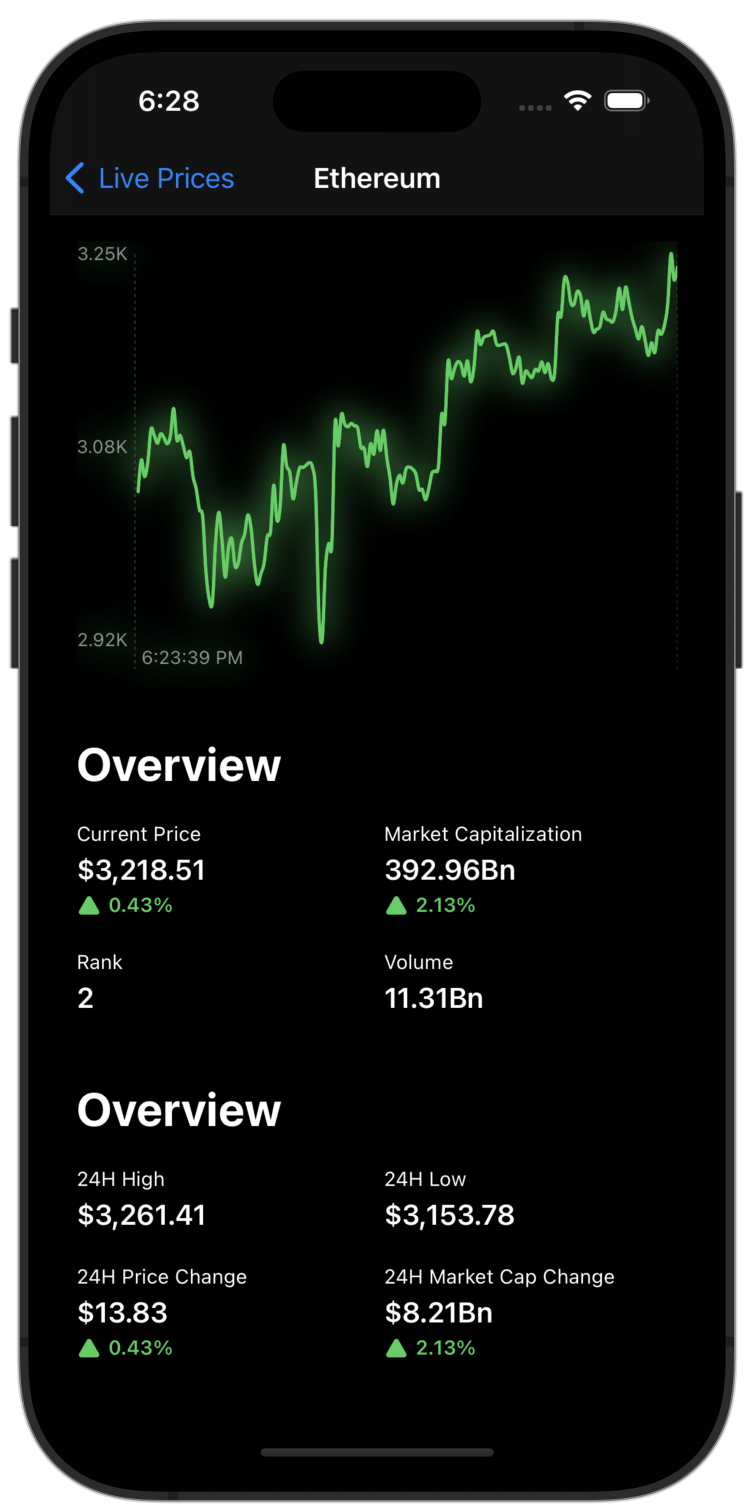 6:28
Live Prices
Ethereum
3.25K
3.08K
2.92K
6:23:39 PM
Overview
Current Price
Market Capitalization
$3,218.51
392.96Bn
0.43%
2.13%
Rank
Volume
2
11.31Bn
Overview
24H High
24H Low
$3,261.41
$3,153.78
24H Price Change
24H Market Cap Change
$13.83
$8.21Bn
0.43%
2.13%